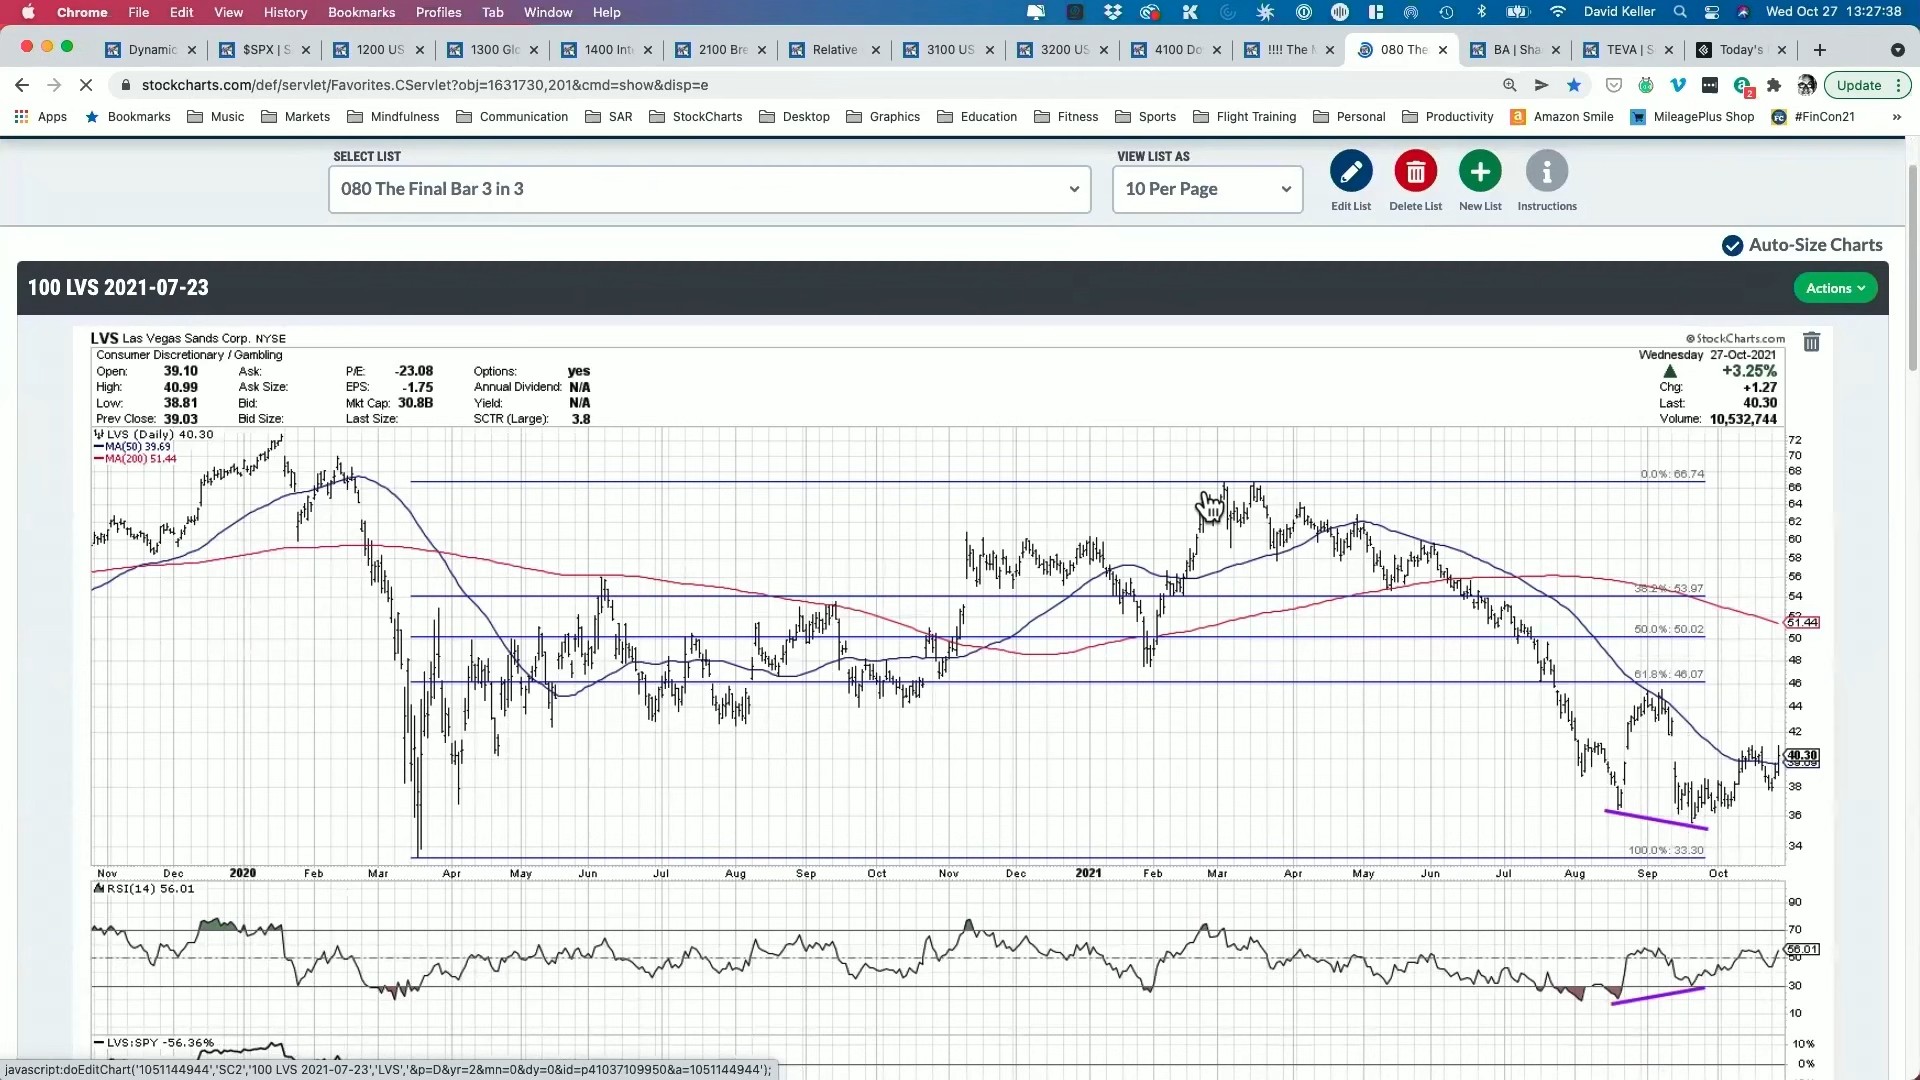 Chrome File Edit View History Bookmarks Profiles Tab Window Help David Keller Wed Oct 27 13:27:38
Dynamic $SPX | S 1200 US 1300 Glo 1400 Int 2100 Bre Relative 3100 US 3200 US 4100 Do !!!! The M 080 The BA | Sha TEVA | S Today's
stockcharts.com/def/servlet/Favorites.CServlet?obj=1631730,201&cmd=show&disp=e 2 Update
Apps Bookmarks Music Markets Mindfulness Communication SAR StockCharts Desktop Graphics Education Fitness Sports Flight Training Personal Productivity Amazon Smile MileagePlus Shop #FinCon21 »
SELECT LIST VIEW LIST AS
080 The Final Bar 3 in 3 10 Per Page
Edit List Delete List New List Instructions
Auto-Size Charts
100 LVS 2021-07-23 Actions
LVS Las Vegas Sands Corp. NYSE ©StockCharts.com
Consumer Discretionary / Gambling Wednesday 27-Oct-2021
Open: 39.10 Ask: P/E: -23.08 Options: yes +3.25%
High: 40.99 Ask Size: EPS: -1.75 Annual Dividend: N/A Chg: +1.27
Low: 38.81 Bid: Mkt Cap: 30.8B Yield: N/A Last: 40.30
Prev Close: 39.03 Bid Size: Last Size: SCTR (Large): 3.8 Volume: 10,532,744
LVS (Daily) 40.30
MA(50) 39.69
MA(200) 51.44
72
70
68
0.0%: 66.74
66
64
62
60
58
56
38.2%: 53.97
54
52
51.44
50.0%: 50.02
50
48
61.8%: 46.07
46
44
42
40.30
38
36
100.0%: 33.30
34
Nov Dec 2020 Feb Mar Apr May Jun Jul Aug Sep Oct Nov Dec 2021 Feb Mar Apr May Jun Jul Aug Sep Oct
RSI(14) 56.01
90
70
56.01
50
30
10
LVS:SPY -56.36%
10%
0%
javascript:doEditChart('1051144944','SC2','100 LVS 2021-07-23','LVS','&p=D&yr=2&mn=0&dy=0&id=p41037109950&a=1051144944');